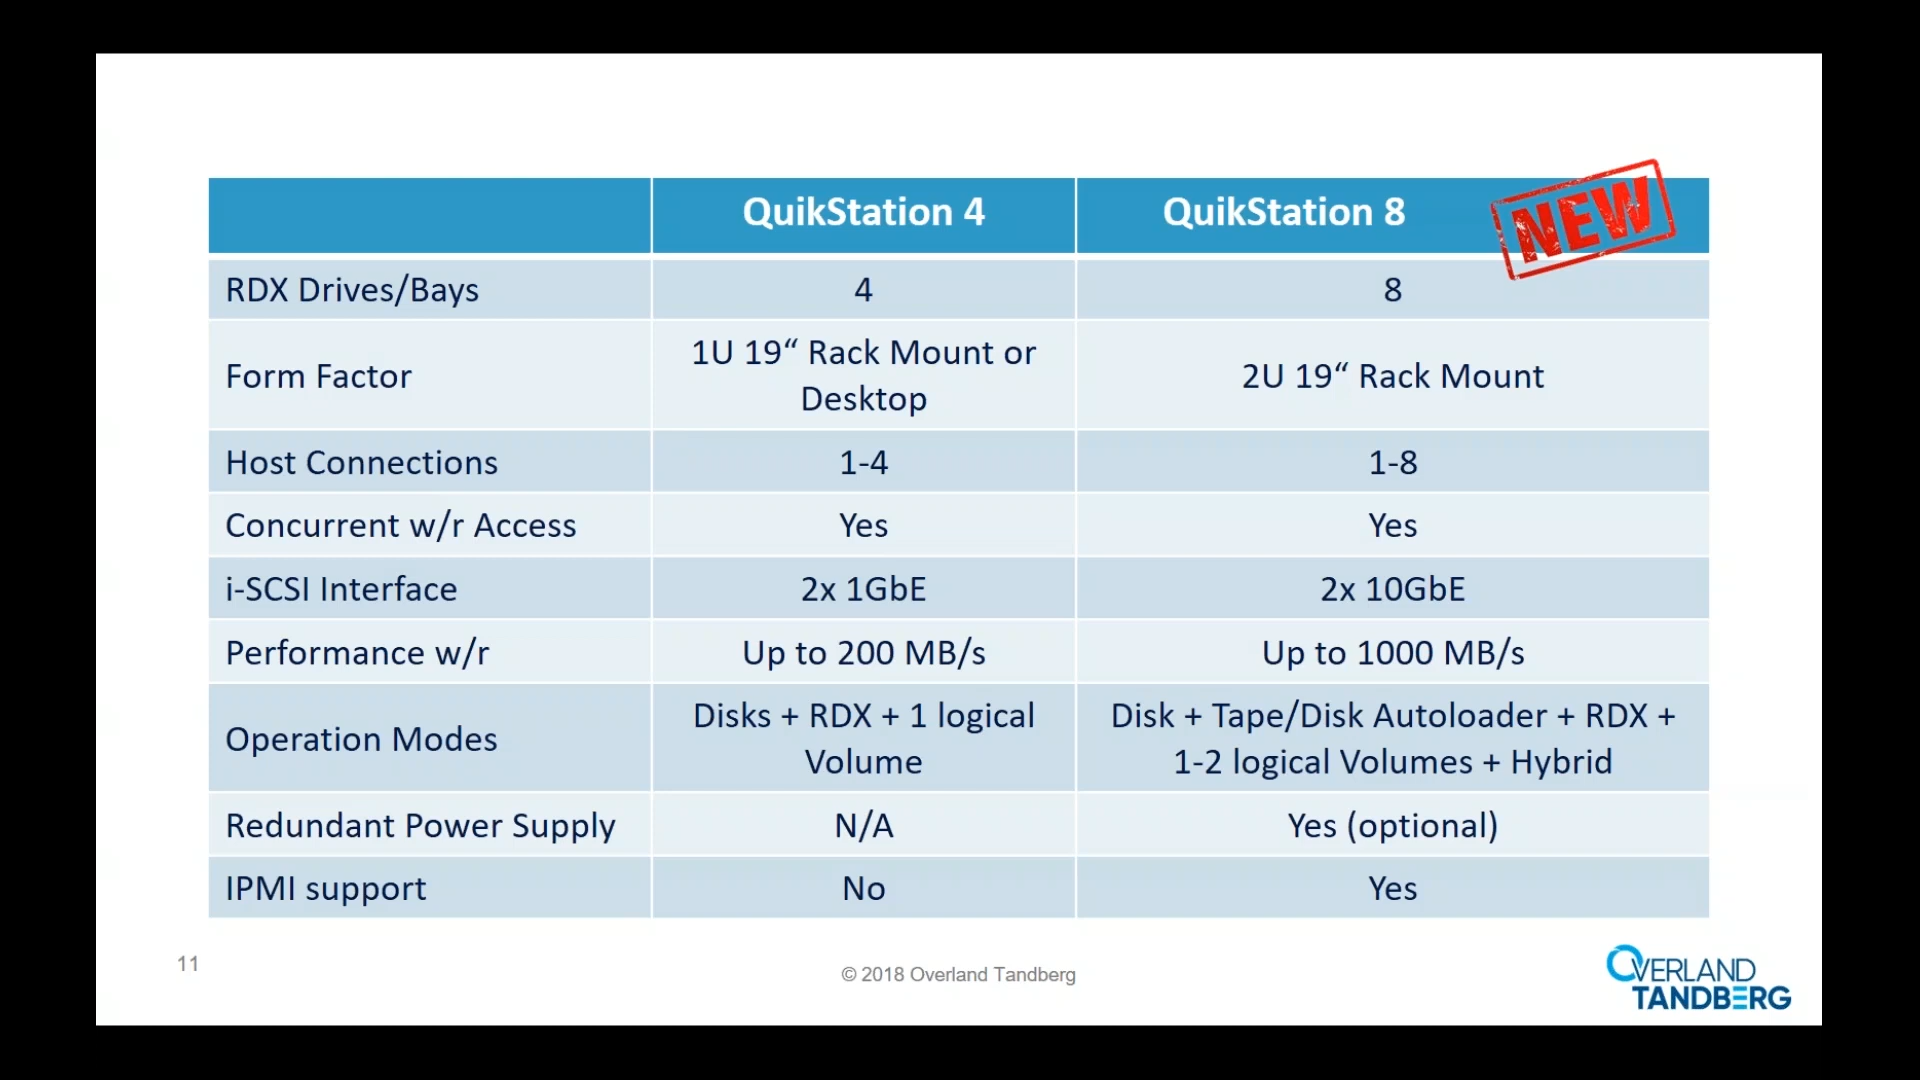 QuikStation 4
QuikStation 8
NEW
RDX Drives/Bays
4
8
Form Factor
1U 19“ Rack Mount or
Desktop
2U 19“ Rack Mount
Host Connections
1-4
1-8
Concurrent w/r Access
Yes
Yes
i-SCSI Interface
2x 1GbE
2x 10GbE
Performance w/r
Up to 200 MB/s
Up to 1000 MB/s
Operation Modes
Disks + RDX + 1 logical
Volume
Disk + Tape/Disk Autoloader + RDX +
1-2 logical Volumes + Hybrid
Redundant Power Supply
N/A
Yes (optional)
IPMI support
No
Yes
11
© 2018 Overland Tandberg
OVERLAND
TANDBERG